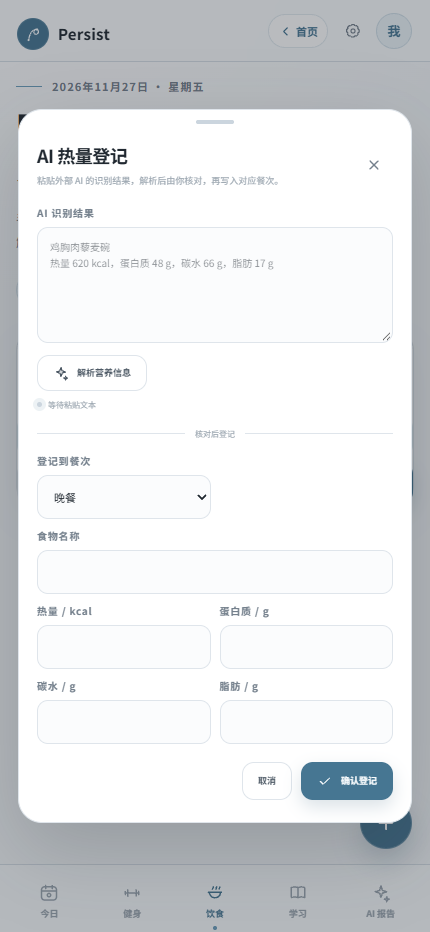 Persist
首页
我
2026年11月27日 · 星期五
AI 热量登记
粘贴外部 AI 的识别结果，解析后由你核对，再写入对应餐次。
AI 识别结果
鸡胸肉藜麦碗
热量 620 kcal，蛋白质 48 g，碳水 66 g，脂肪 17 g
解析营养信息
等待粘贴文本
核对后登记
登记到餐次
晚餐
食物名称
热量 / kcal
蛋白质 / g
碳水 / g
脂肪 / g
取消
确认登记
今日
健身
饮食
学习
AI 报告